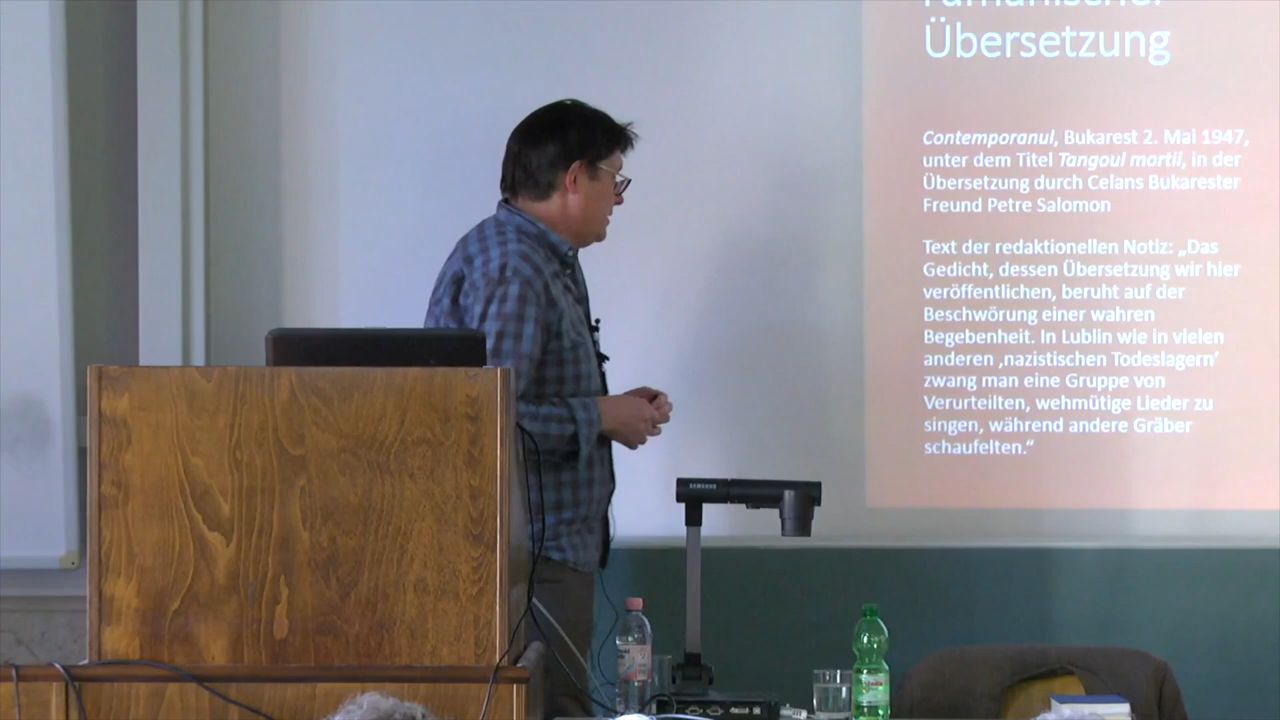 Übersetzung
Contemporanul, Bukarest 2. Mai 1947,
unter dem Titel Tangoul mortii, in der
Übersetzung durch Celans Bukarester
Freund Petre Salomon
Text der redaktionellen Notiz: „Das
Gedicht, dessen Übersetzung wir hier
veröffentlichen, beruht auf der
Beschwörung einer wahren
Begebenheit. In Lublin wie in vielen
anderen ‚nazistischen Todeslagern‘
zwang man eine Gruppe von
Verurteilten, wehmütige Lieder zu
singen, während andere Gräber
schaufelten.“
SAMSUNG